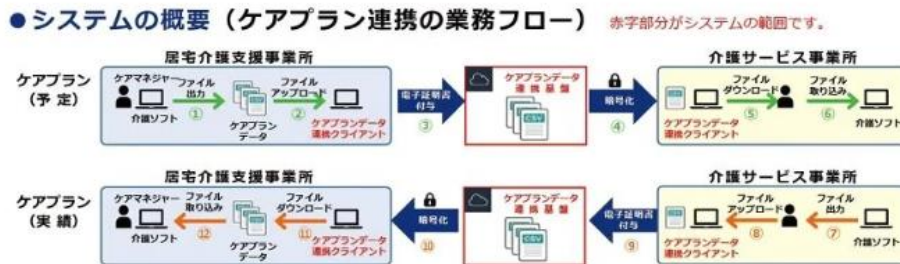 ●システムの概要（ケアプラン連携の業務フロー） 赤字部分がシステムの範囲です。
ケアプラン
（予定）
居宅介護支援事業所
ケアマネジャー
介護ソフト
ファイル
出力
①
ケアプラン
データ
ファイル
アップロード
②
ケアプランデータ
連携クライアント
電子証明書
付与
③
ケアプランデータ
連携基盤
CSV
暗号化
④
介護サービス事業所
CSV
ケアプランデータ
連携クライアント
ファイル
ダウンロード
⑤
ファイル
取り込み
⑥
介護ソフト
ケアプラン
（実績）
居宅介護支援事業所
ケアマネジャー
介護ソフト
ファイル
取り込み
⑫
ケアプラン
データ
ファイル
ダウンロード
⑪
ケアプランデータ
連携クライアント
暗号化
⑩
ケアプランデータ
連携基盤
CSV
電子証明書
付与
⑨
介護サービス事業所
ケアプランデータ
連携クライアント
ファイル
アップロード
⑧
ファイル
出力
⑦
介護ソフト